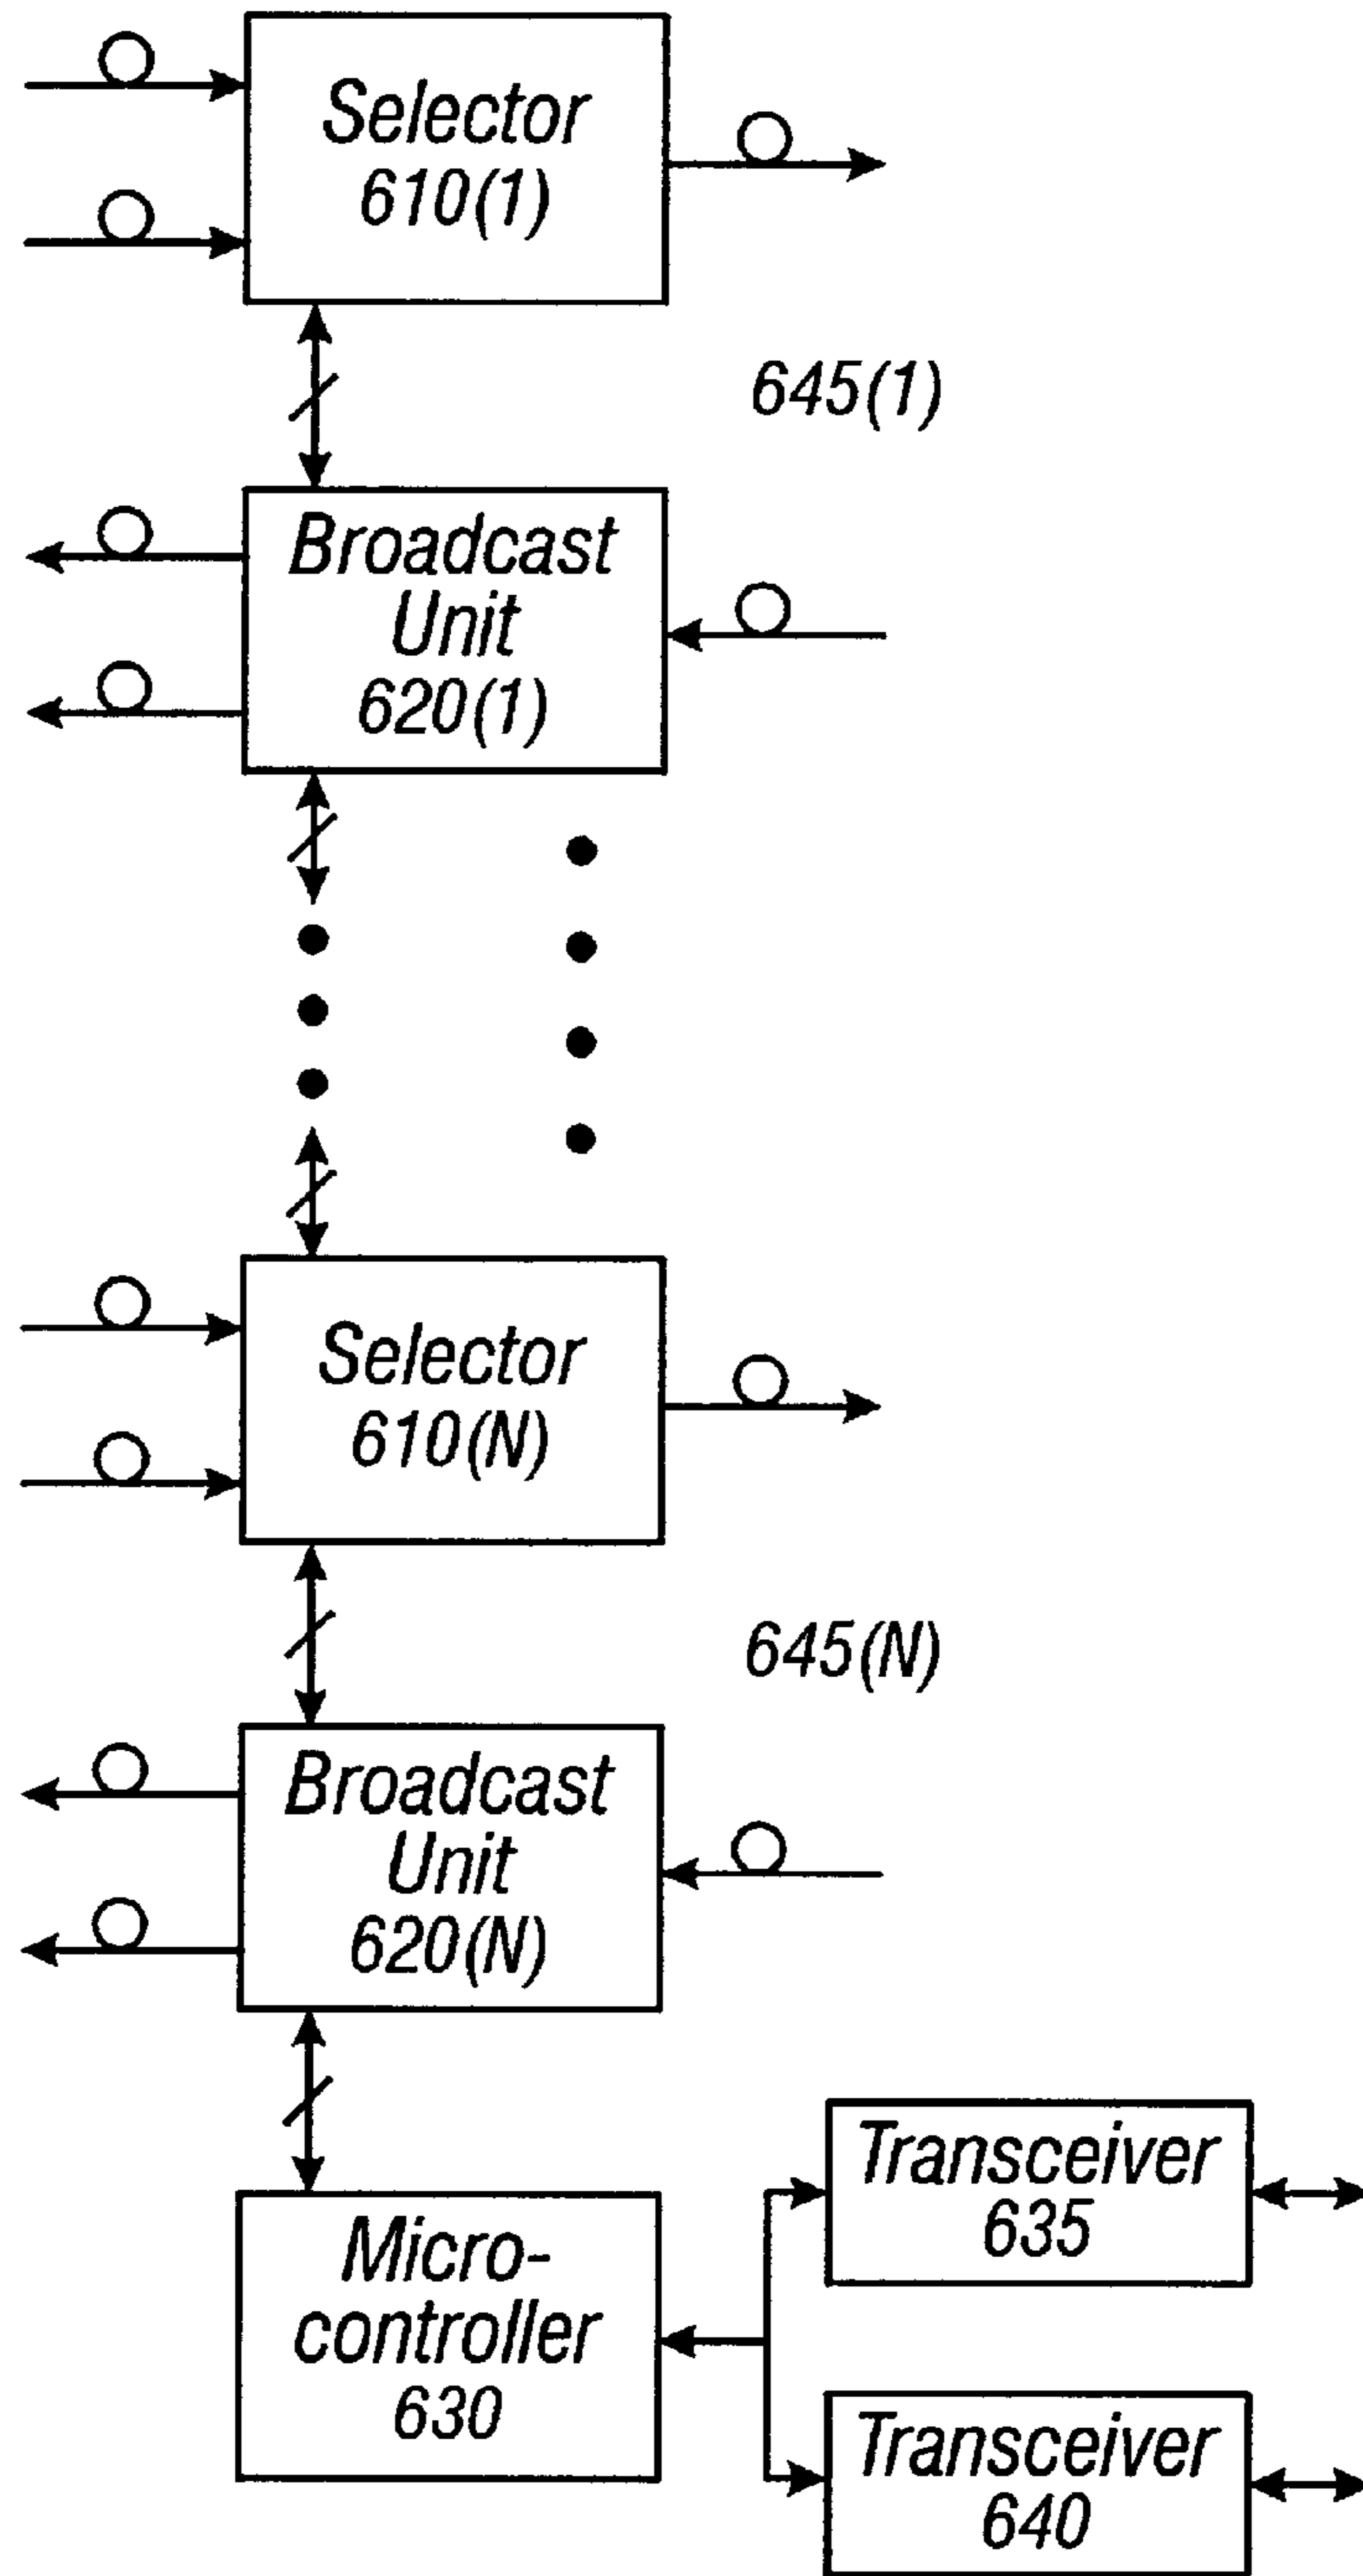 Selector
610(1)
645(1)
Broadcast
Unit
620(1)
Selector
610(N)
645(N)
Broadcast
Unit
620(N)
Micro-
controller
630
Transceiver
635
Transceiver
640